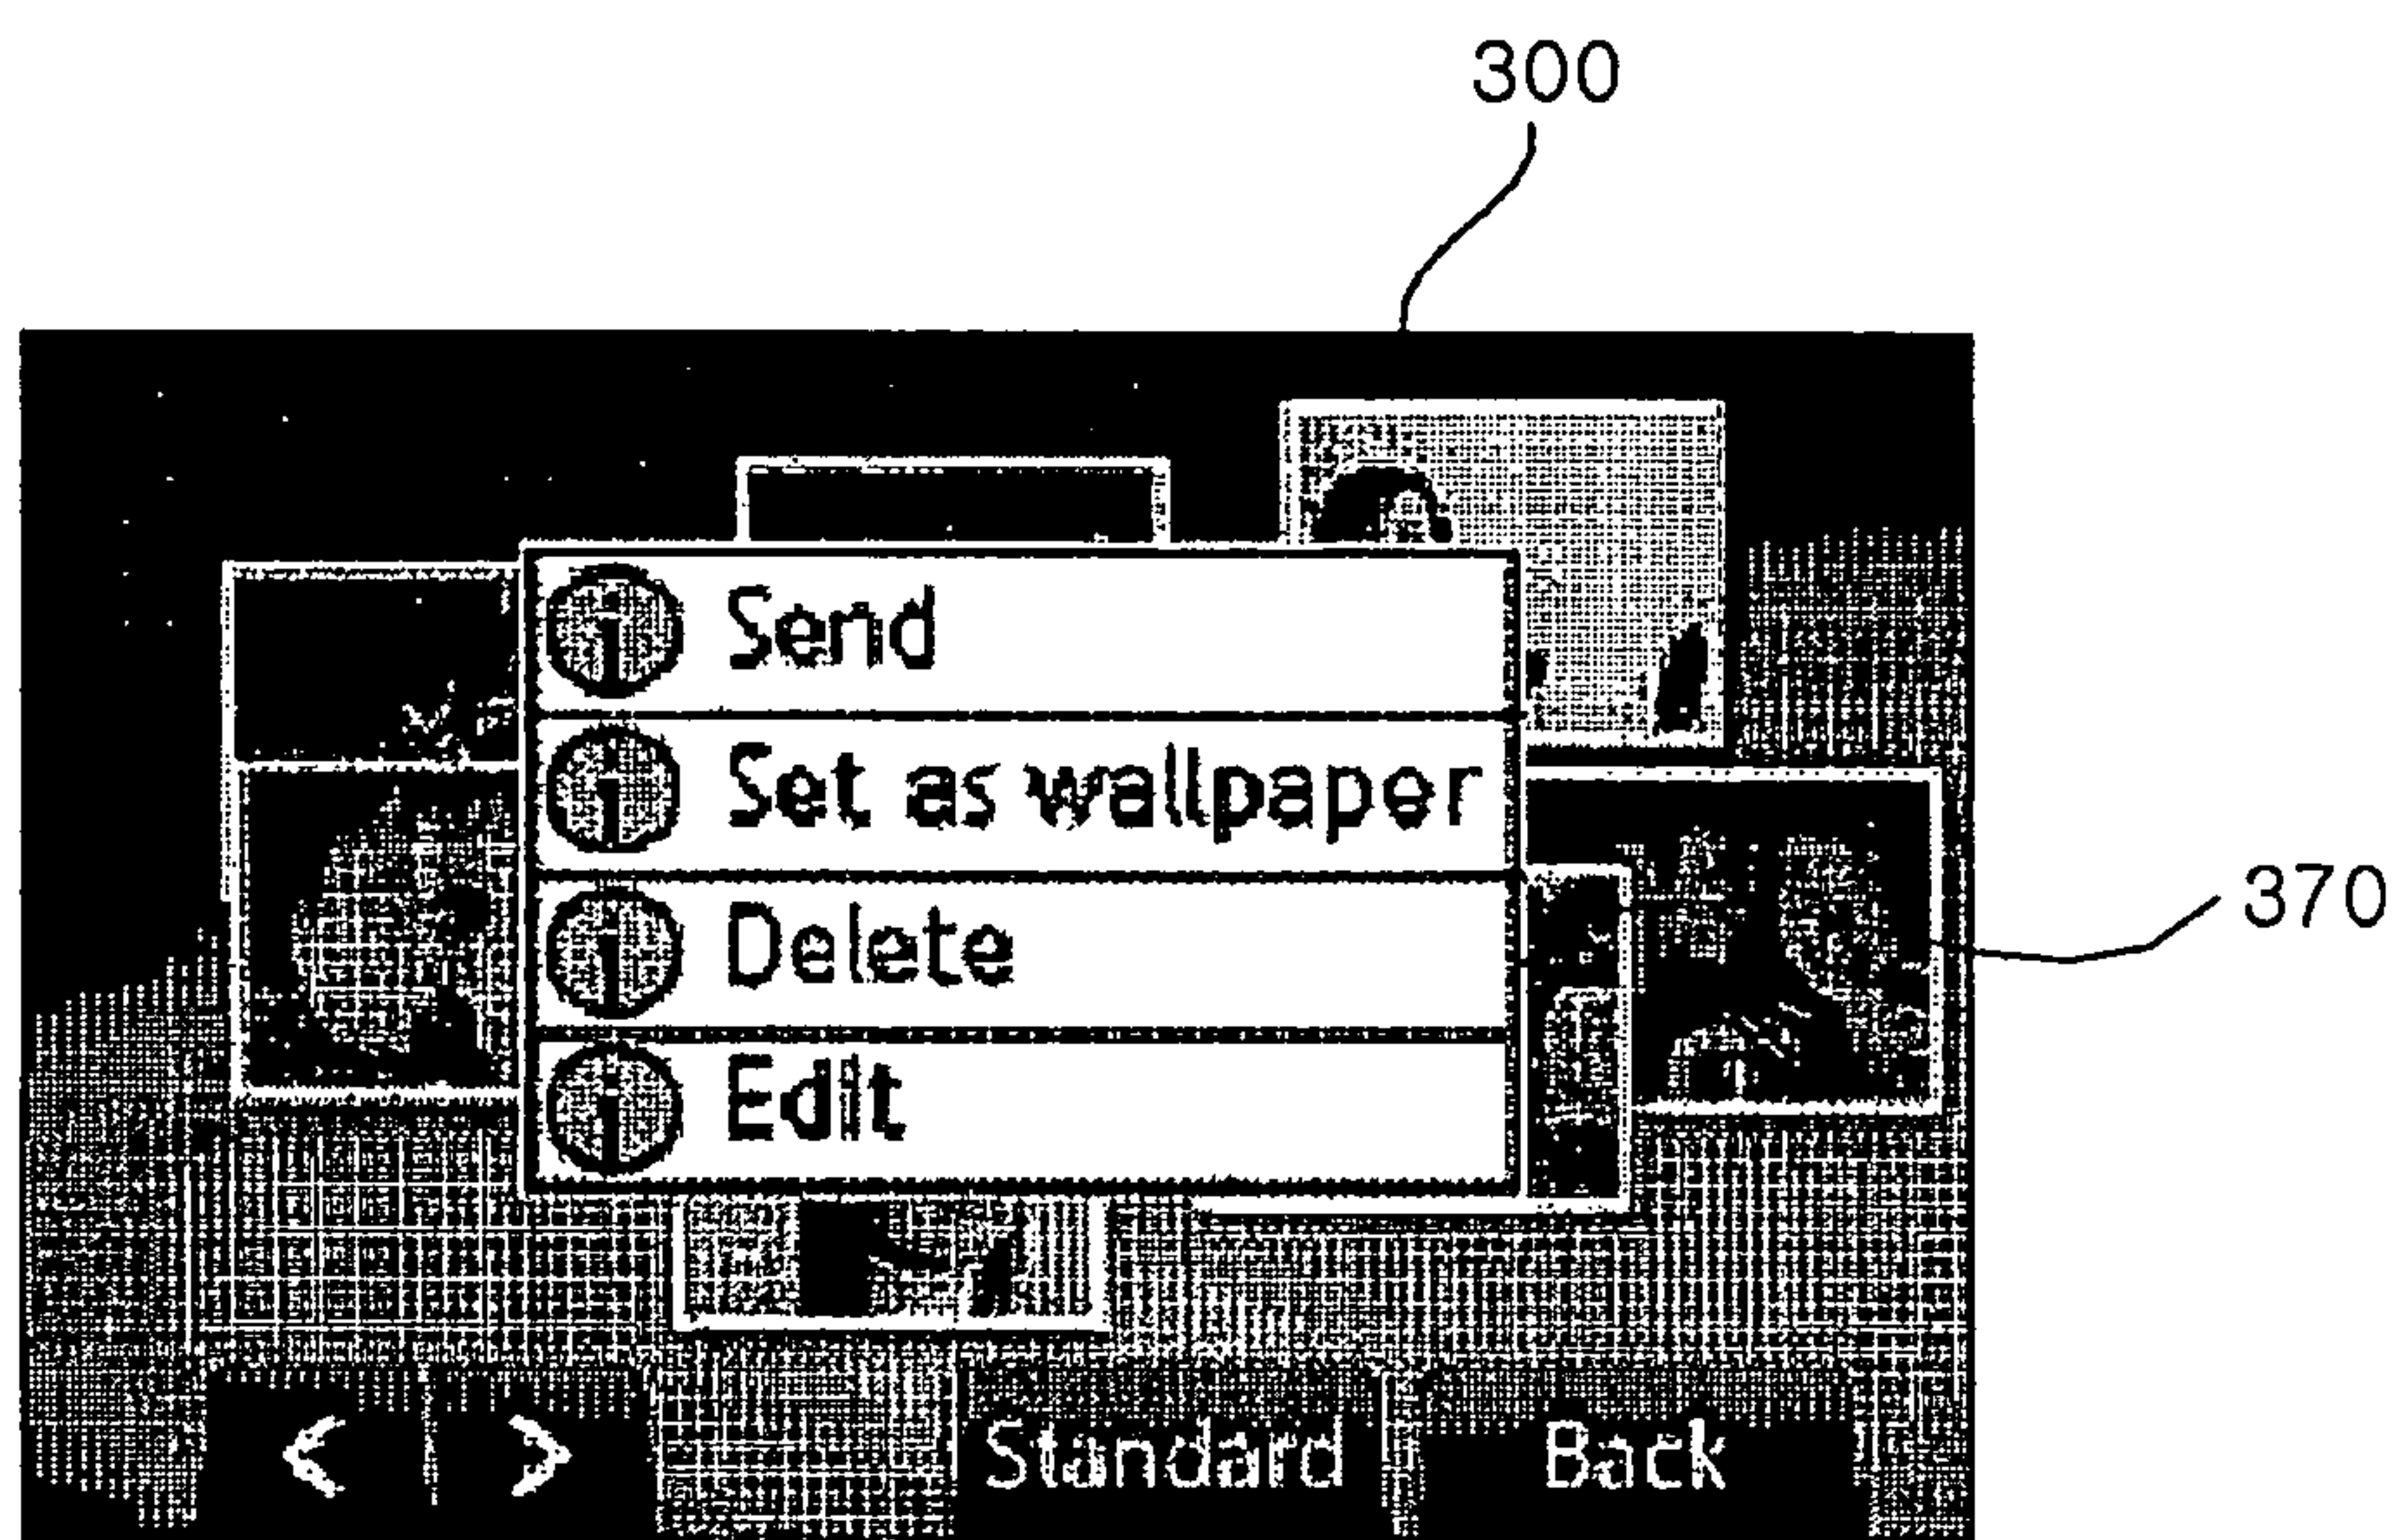 300
Send
Set as wallpaper
Delete
370
Edit
< > Standard Back